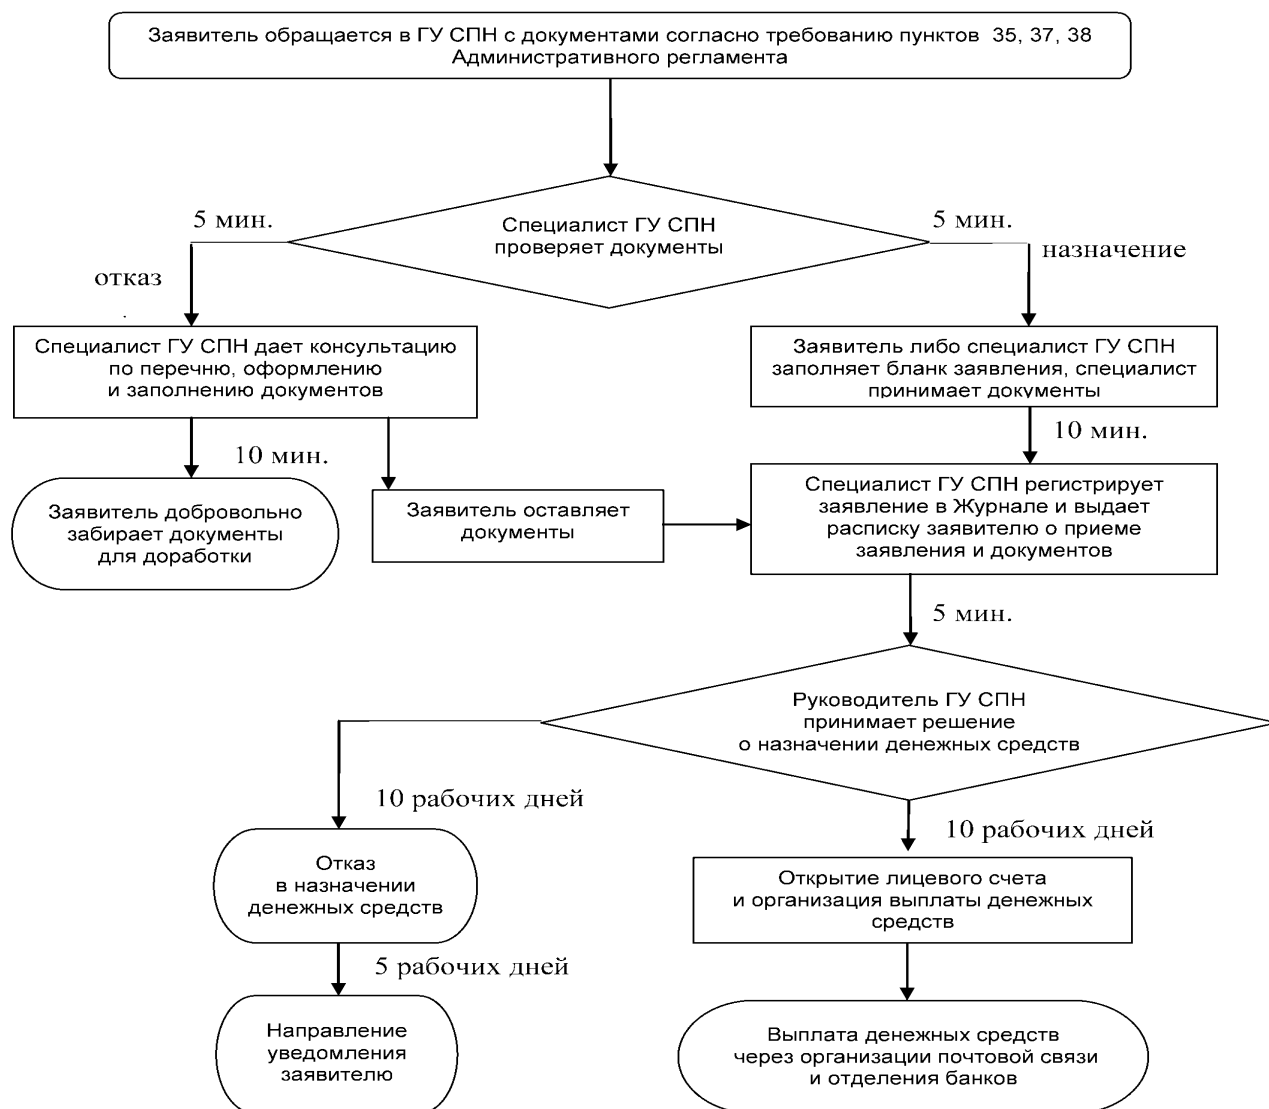 Заявитель обращается в ГУ СПН с документами согласно требованию пунктов 35, 37, 38
Административного регламента
5 мин.
Специалист ГУ СПН
проверяет документы
5 мин.
отказ
назначение
Специалист ГУ СПН дает консультацию
по перечню, оформлению
и заполнению документов
Заявитель либо специалист ГУ СПН
заполняет бланк заявления, специалист
принимает документы
10 мин.
10 мин.
Заявитель добровольно
забирает документы
для доработки
Заявитель оставляет
документы
Специалист ГУ СПН регистрирует
заявление в Журнале и выдает
расписку заявителю о приеме
заявления и документов
5 мин.
Руководитель ГУ СПН
принимает решение
о назначении денежных средств
10 рабочих дней
10 рабочих дней
Отказ
в назначении
денежных средств
Открытие лицевого счета
и организация выплаты денежных
средств
5 рабочих дней
Направление
уведомления
заявителю
Выплата денежных средств
через организации почтовой связи
и отделения банков